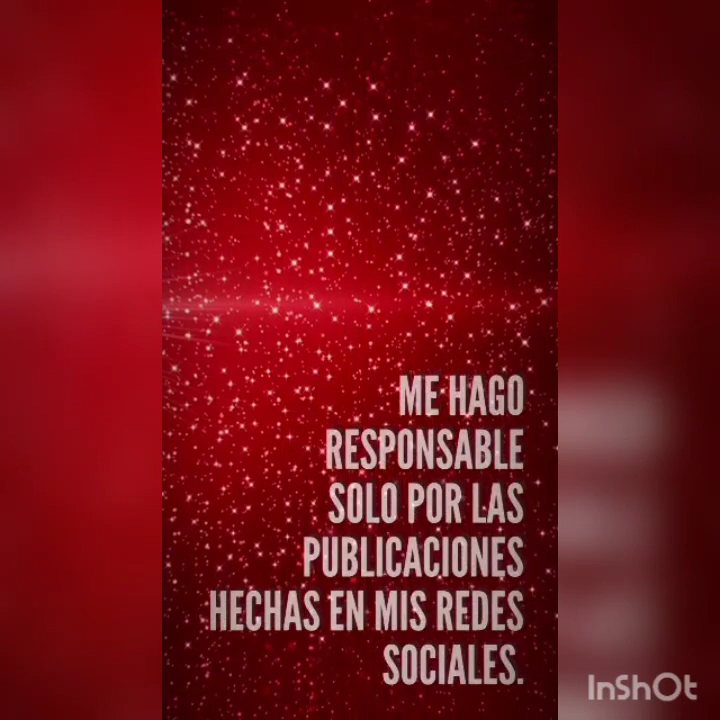 ME HAGO
RESPONSABLE
SOLO POR LAS
PUBLICACIONES
HECHAS EN MIS REDES
SOCIALES.
InShOt